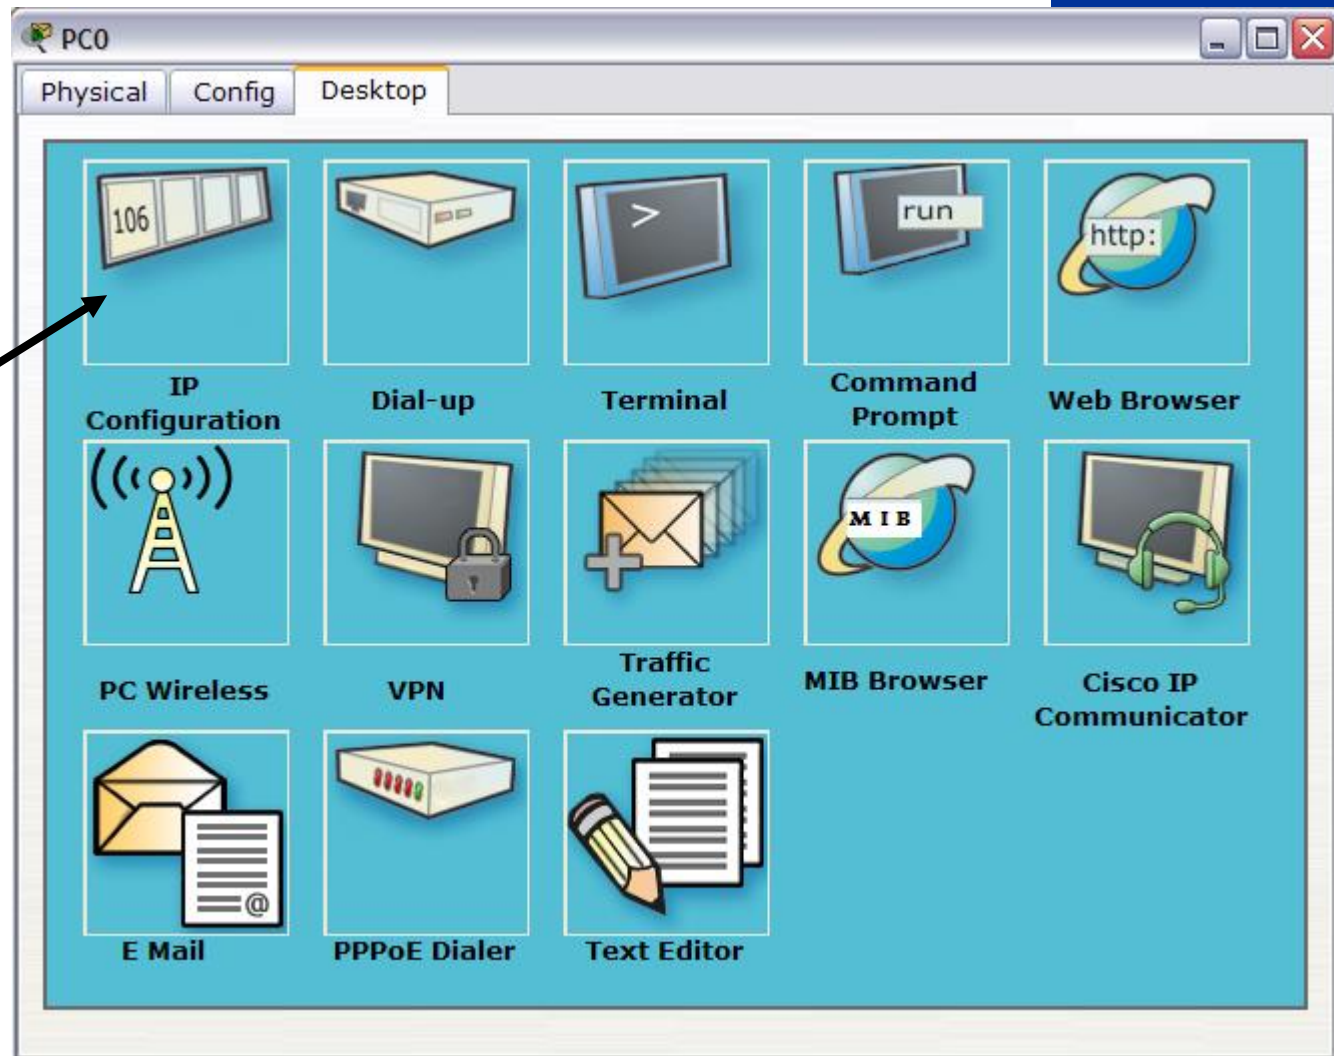 PC0
Physical Config Desktop
106
>
run
http:
IP
Configuration
Dial-up
Terminal
Command
Prompt
Web Browser
MIB
PC Wireless
VPN
Traffic
Generator
MIB Browser
Cisco IP
Communicator
@
E Mail
PPPoE Dialer
Text Editor